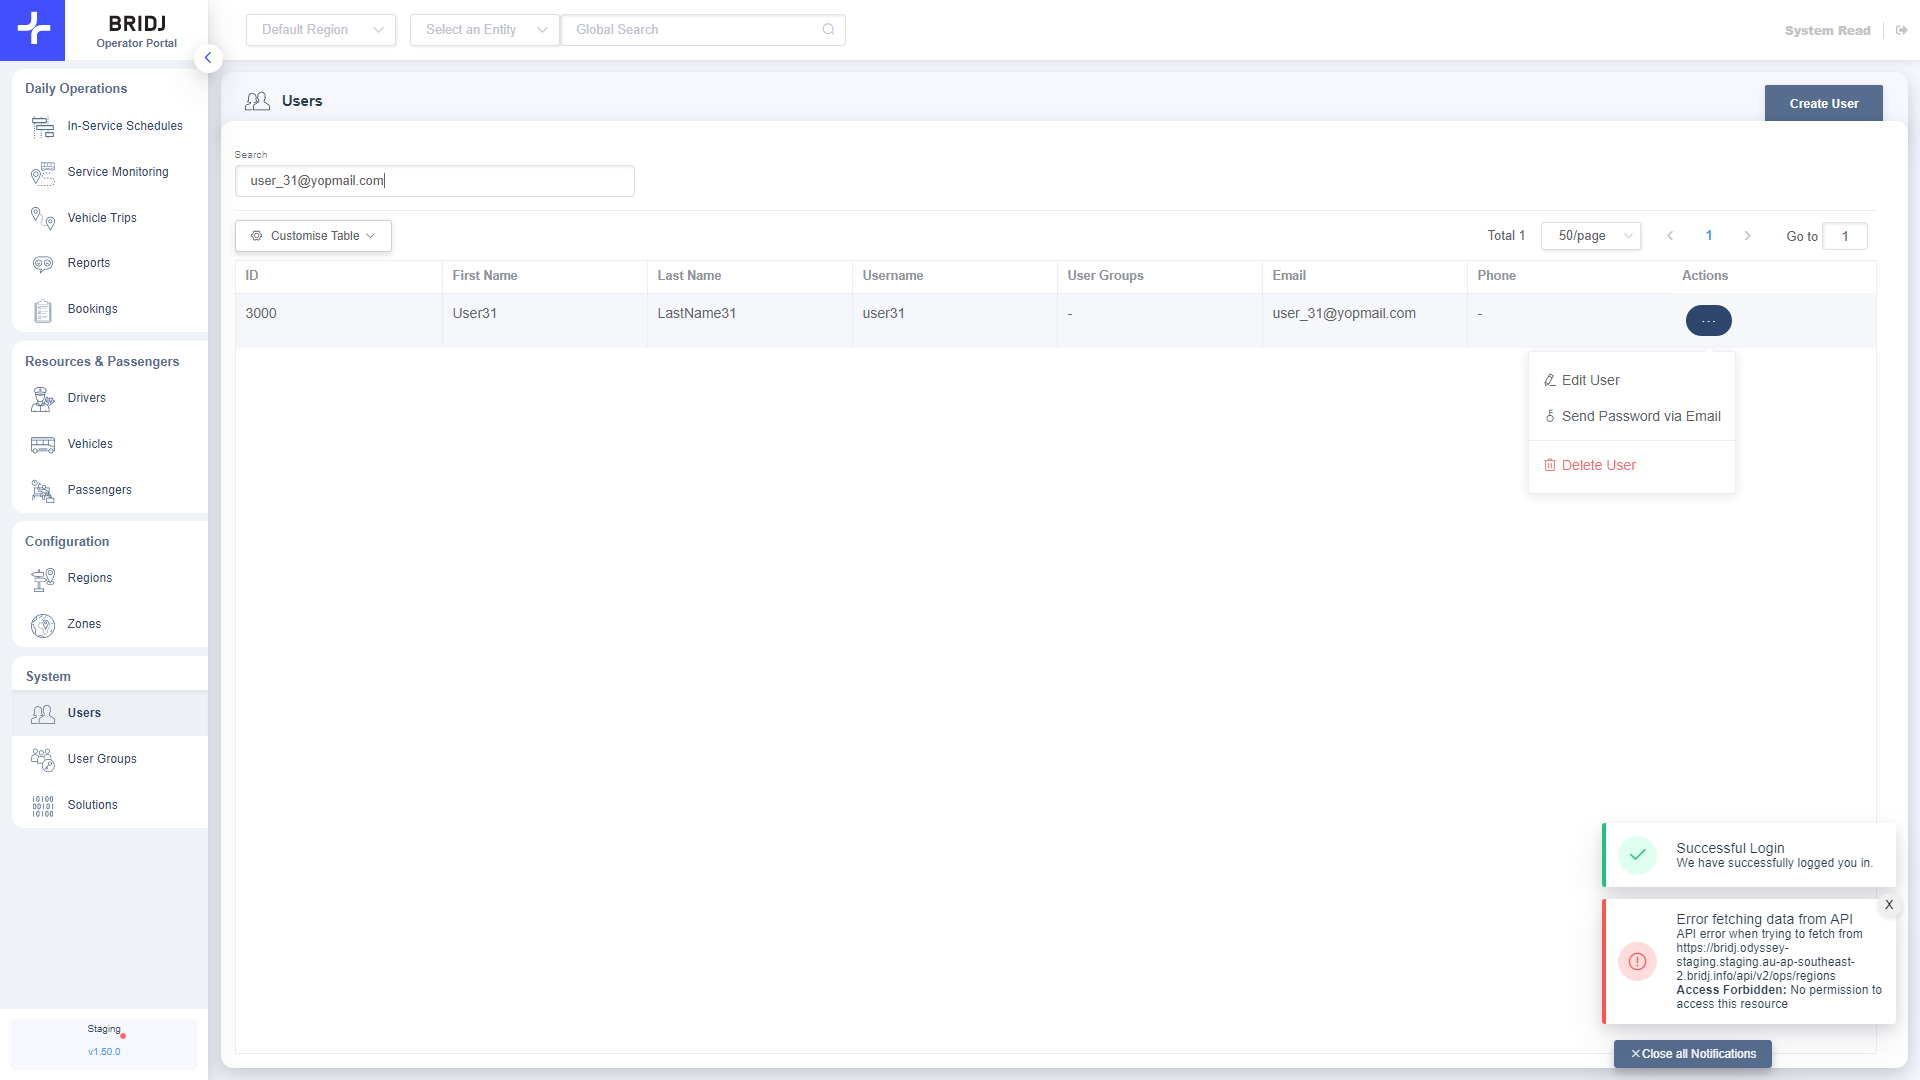 BRIDJ
Operator Portal
Default Region
Select an Entity
Global Search
System Read
Daily Operations
In-Service Schedules
Service Monitoring
Vehicle Trips
Reports
Bookings
Resources & Passengers
Drivers
Vehicles
Passengers
Configuration
Regions
Zones
System
Users
User Groups
Solutions
Staging
v1.50.0
Users
Create User
Search
user_31@yopmail.com
Customise Table
Total 1
50/page
1
Go to
1
ID First Name Last Name Username User Groups Email Phone Actions
3000 User31 LastName31 user31 - user_31@yopmail.com - ...
Edit User
Send Password via Email
Delete User
Successful Login
We have successfully logged you in.
X
Error fetching data from API
API error when trying to fetch from
https://bridj.odyssey-
staging.staging.au-ap-southeast-
2.bridj.info/api/v2/ops/regions
Access Forbidden: No permission to
access this resource
×Close all Notifications